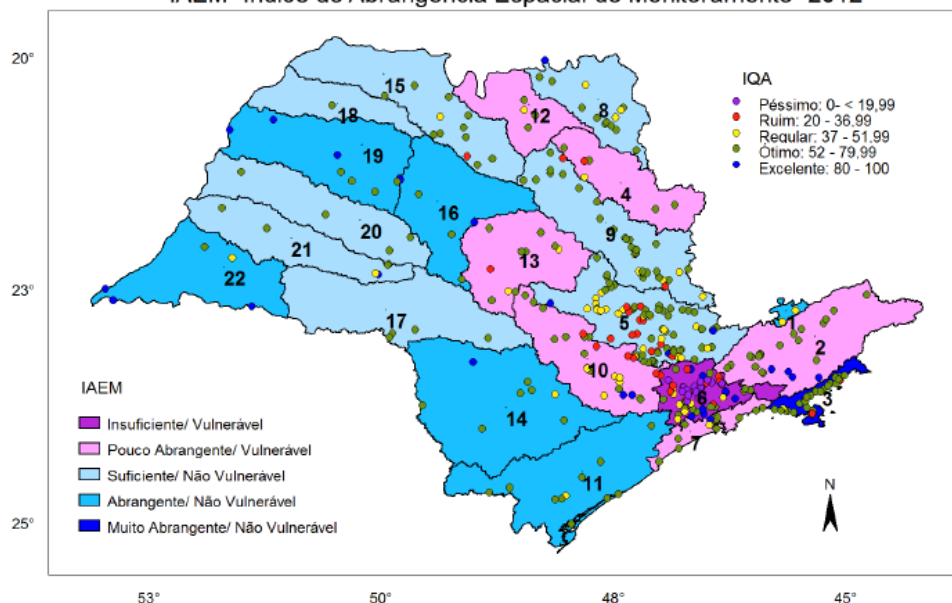 IAEM- Índice de Abrangência Espacial do Monitoramento- 2012
20°
23°
25°
53°
50°
48°
45°
IQA
Péssimo: 0- < 19,99
Ruim: 20 - 36,99
Regular: 37 - 51,99
Ótimo: 52 - 79,99
Excelente: 80 - 100
15
8
12
18
19
4
16
9
20
21
13
22
17
5
1
2
10
6
3
14
7
11
IAEM
Insuficiente/ Vulnerável
Pouco Abrangente/ Vulnerável
Suficiente/ Não Vulnerável
Abrangente/ Não Vulnerável
Muito Abrangente/ Não Vulnerável
N